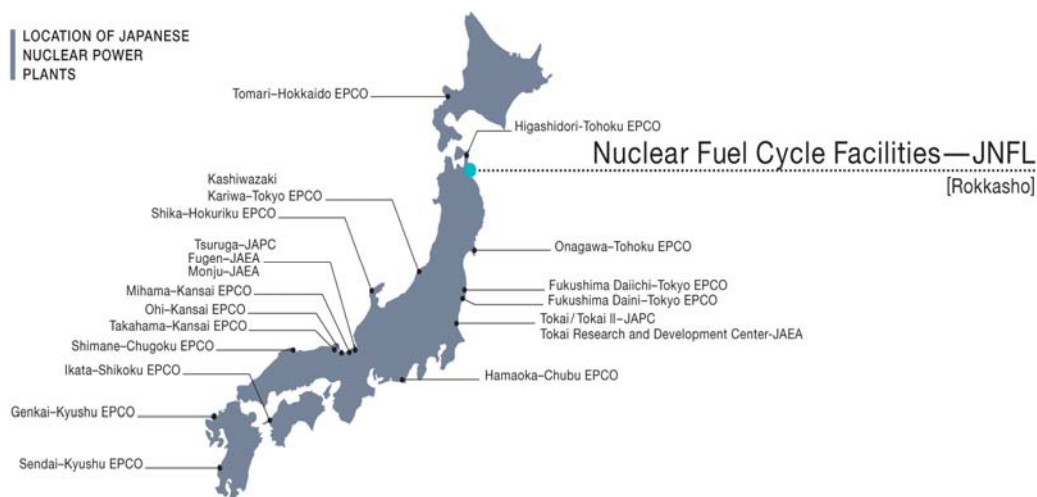 LOCATION OF JAPANESE
NUCLEAR POWER
PLANTS
Tomari–Hokkaido EPCO
Higashidori-Tohoku EPCO
Nuclear Fuel Cycle Facilities—JNFL
[Rokkasho]
Kashiwazaki
Kariwa–Tokyo EPCO
Shika–Hokuriku EPCO
Tsuruga–JAPC
Fugen–JAEA
Monju–JAEA
Mihama–Kansai EPCO
Ohi–Kansai EPCO
Takahama–Kansai EPCO
Shimane–Chugoku EPCO
Ikata–Shikoku EPCO
Genkai–Kyushu EPCO
Sendai–Kyushu EPCO
Onagawa–Tohoku EPCO
Fukushima Daiichi–Tokyo EPCO
Fukushima Daini–Tokyo EPCO
Tokai/Tokai II–JAPC
Tokai Research and Development Center-JAEA
Hamaoka–Chubu EPCO